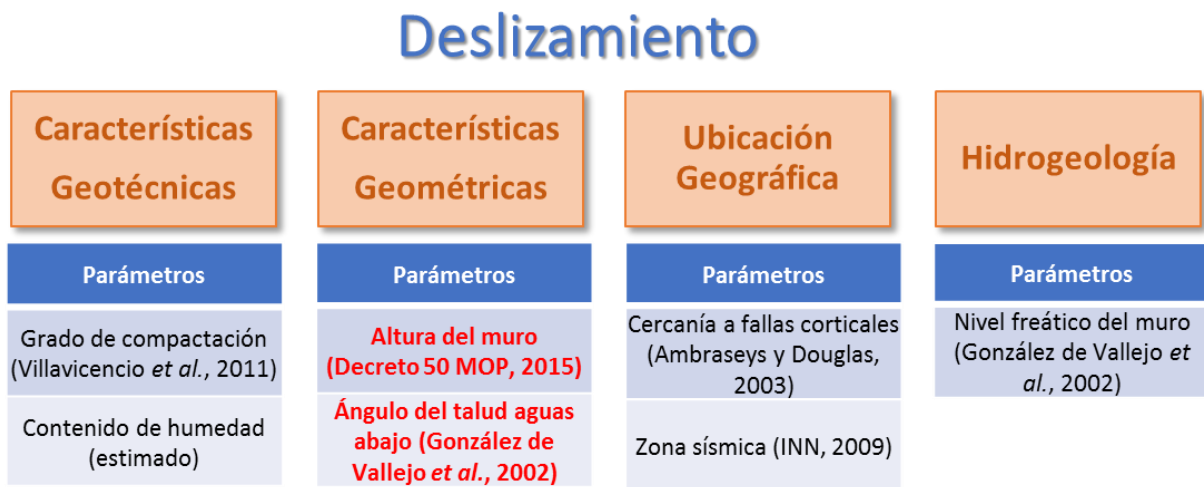 Deslizamiento
Característícas
Geotécnicas
Parámetros
Grado de compactación
(Villavicencio et al., 2011)
Contenido de humedad
(estimado)
Característícas
Geométricas
Parámetros
Altura del muro
(Decreto 50 MOP, 2015)
Ángulo del talud aguas
abajo (González de
Vallejo et al., 2002)
Ubicación
Geográfica
Parámetros
Cercanía a fallas corticales
(Ambraseys y Douglas,
2003)
Zona sísmica (INN, 2009)
Hidrogeología
Parámetros
Nivel freático del muro
(González de Vallejo et
al., 2002)